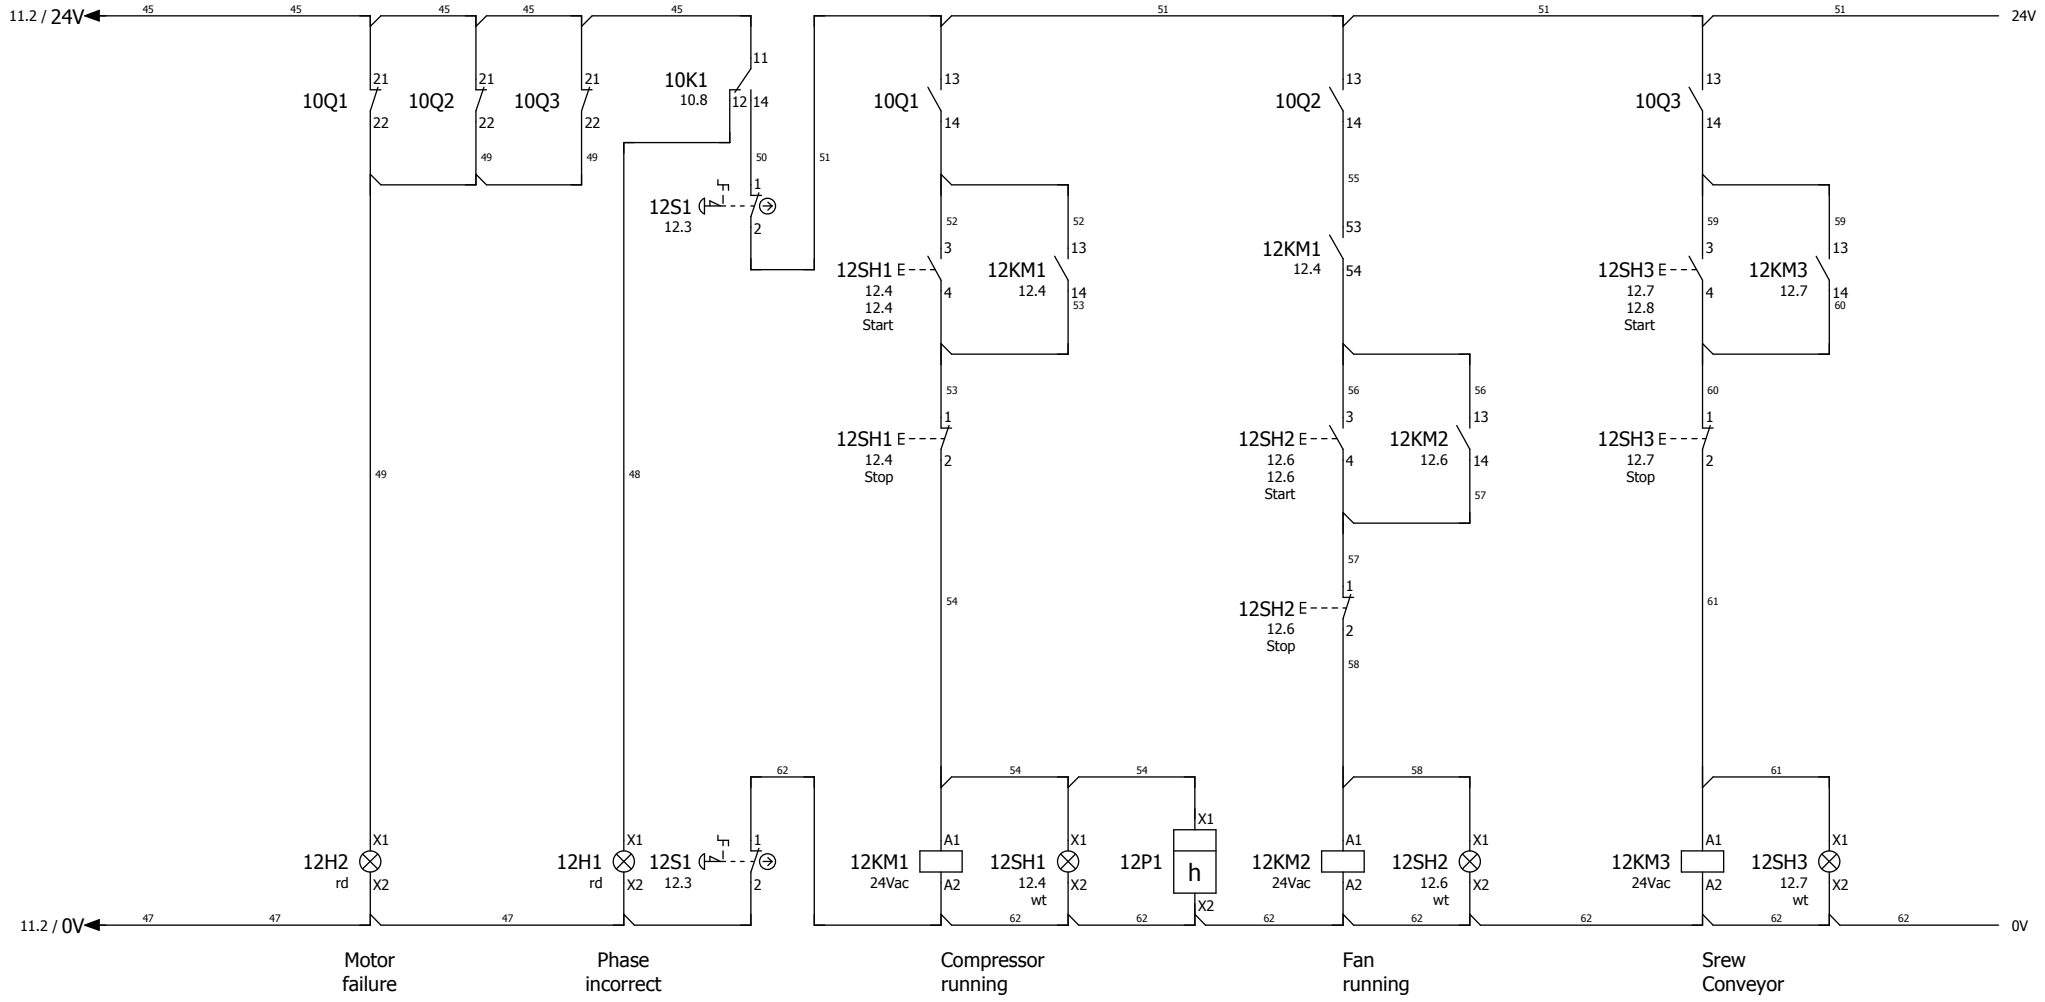 11.2 / 24V
45
45
45
45
45
51
51
51
51
24V
10Q1
21
22
10Q2
21
22
49
10Q3
21
22
49
10K1
10.8
11
12
14
50
12S1
12.3
1
2
10Q1
13
14
52
52
12SH1 E
12.4
12.4
Start
3
4
12KM1
12.4
13
14
53
53
12SH1 E
12.4
Stop
1
2
54
10Q2
13
14
55
12KM1
12.4
53
54
56
56
12SH2 E
12.6
12.6
Start
3
4
12KM2
12.6
13
14
57
57
12SH2 E
12.6
Stop
1
2
58
10Q3
13
14
59
59
12SH3 E
12.7
12.8
Start
3
4
12KM3
12.7
13
14
60
60
12SH3 E
12.7
Stop
1
2
61
49
48
62
54
54
58
61
12H2
rd
X1
X2
12H1
rd
X1
X2
12S1
12.3
1
2
12KM1
24Vac
A1
A2
12SH1
12.4
wt
X1
X2
12P1
X1
h
X2
12KM2
24Vac
A1
A2
12SH2
12.6
wt
X1
X2
12KM3
24Vac
A1
A2
12SH3
12.7
wt
X1
X2
11.2 / 0V
47
47
47
62
62
62
62
62
62
62
0V
Motor
failure
Phase
incorrect
Compressor
running
Fan
running
Srew
Conveyor